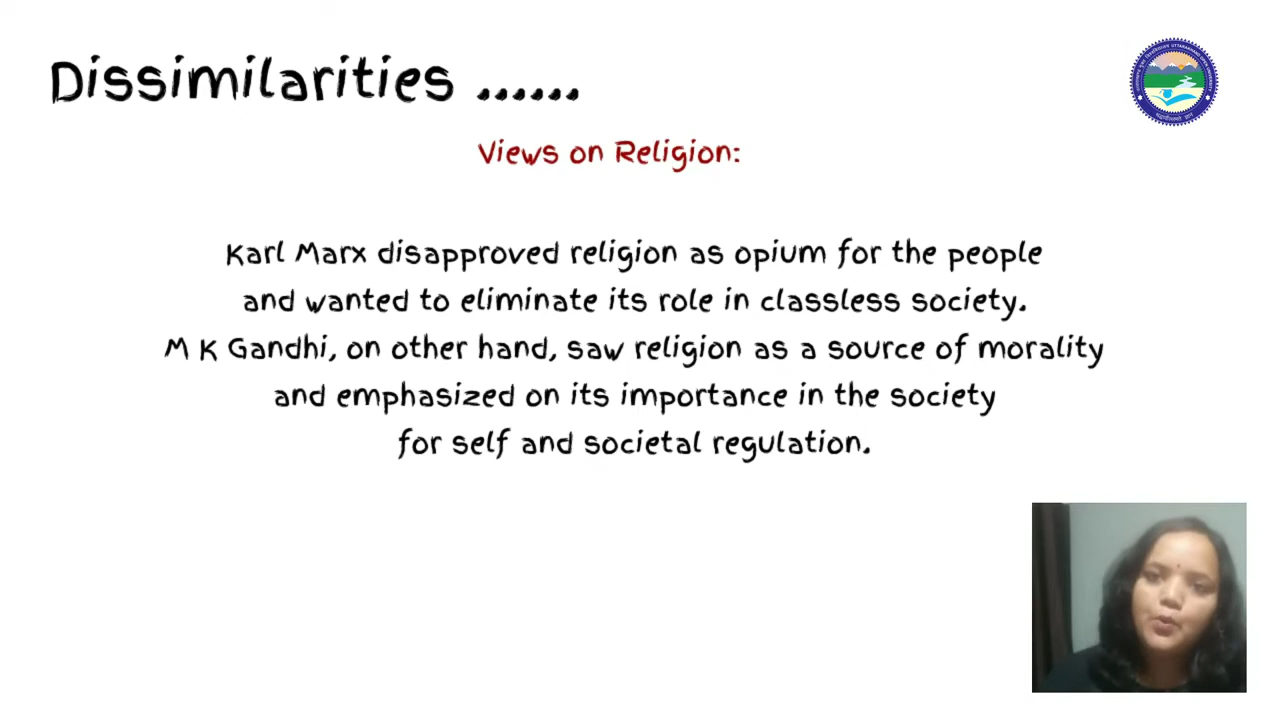 Dissimilarities ......
Views on Religion:
Karl Marx disapproved religion as opium for the people
and wanted to eliminate its role in classless society.
M K Gandhi, on other hand, saw religion as a source of morality
and emphasized on its importance in the society
for self and societal regulation.